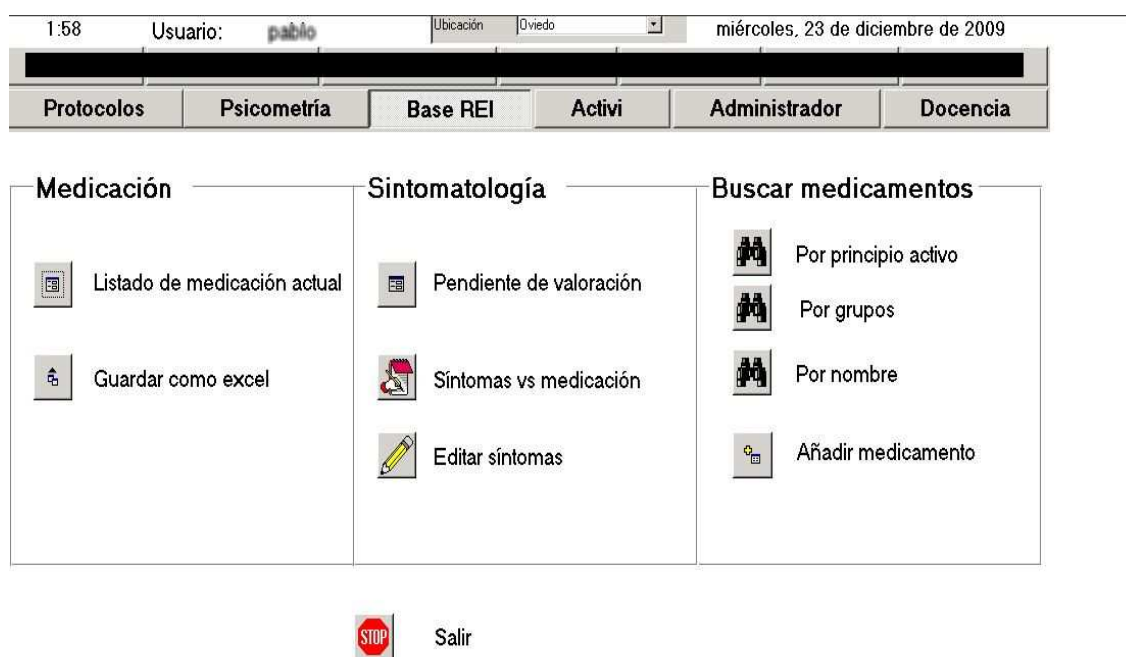 1:58 Usuario: pablo Ubicación Oviedo miércoles, 23 de diciembre de 2009
Protocolos Psicometría Base REI Activi Administrador Docencia
Medicación
Listado de medicación actual
Guardar como excel
Sintomatología
Pendiente de valoración
Síntomas vs medicación
Editar síntomas
Buscar medicamentos
Por principio activo
Por grupos
Por nombre
Añadir medicamento
STOP Salir